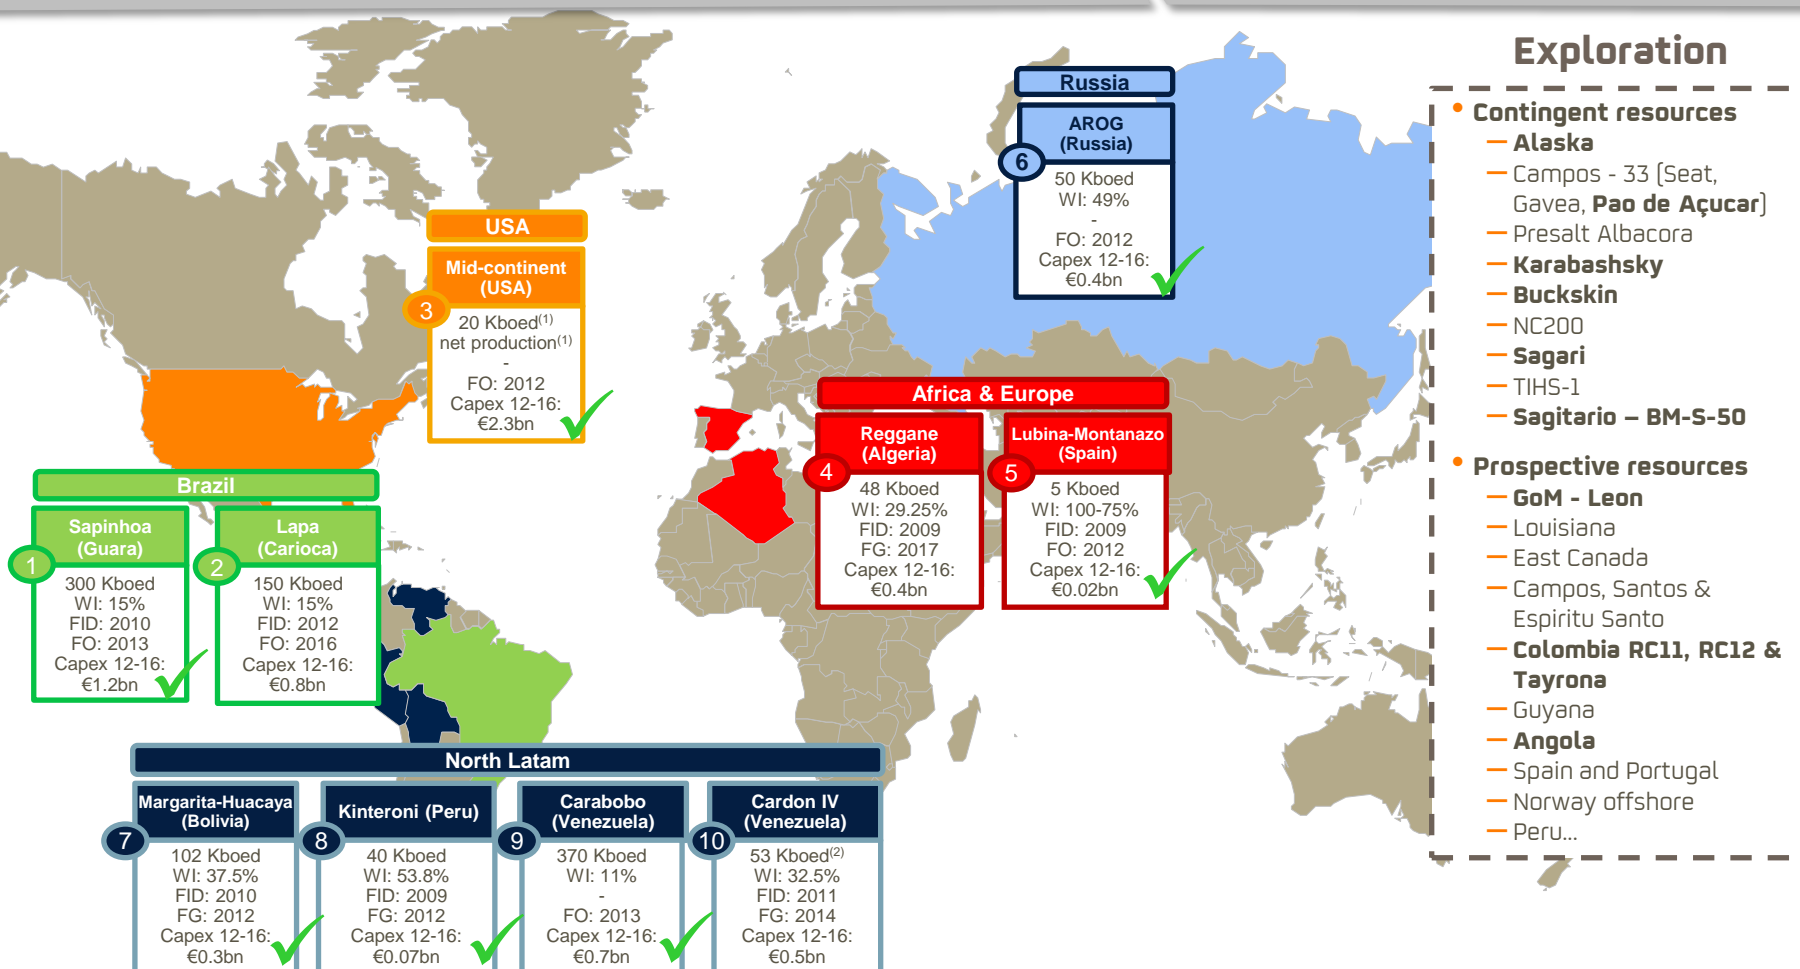 Russia
AROG
(Russia)
6
50 Kboed
WI: 49%
-
FO: 2012
Capex 12-16:
€0.4bn
USA
Mid-continent
(USA)
3
20 Kboed(1)
net production(1)
-
FO: 2012
Capex 12-16:
€2.3bn
Africa & Europe
Reggane
(Algeria)
4
48 Kboed
WI: 29.25%
FID: 2009
FG: 2017
Capex 12-16:
€0.4bn
Lubina-Montanazo
(Spain)
5
5 Kboed
WI: 100-75%
FID: 2009
FO: 2012
Capex 12-16:
€0.02bn
Brazil
Sapinhoa
(Guara)
1
300 Kboed
WI: 15%
FID: 2010
FO: 2013
Capex 12-16:
€1.2bn
Lapa
(Carioca)
2
150 Kboed
WI: 15%
FID: 2012
FO: 2016
Capex 12-16:
€0.8bn
North Latam
Margarita-Huacaya
(Bolivia)
7
102 Kboed
WI: 37.5%
FID: 2010
FG: 2012
Capex 12-16:
€0.3bn
Kinteroni (Peru)
8
40 Kboed
WI: 53.8%
FID: 2009
FG: 2012
Capex 12-16:
€0.07bn
Carabobo
(Venezuela)
9
370 Kboed
WI: 11%
-
FO: 2013
Capex 12-16:
€0.7bn
Cardon IV
(Venezuela)
10
53 Kboed(2)
WI: 32.5%
FID: 2011
FG: 2014
Capex 12-16:
€0.5bn
Exploration
• Contingent resources
– Alaska
– Campos - 33 (Seat,
Gavea, Pao de Açucar)
– Presalt Albacora
– Karabashsky
– Buckskin
– NC200
– Sagari
– TIHS-1
– Sagitario – BM-S-50
• Prospective resources
– GoM - Leon
– Louisiana
– East Canada
– Campos, Santos &
Espiritu Santo
– Colombia RC11, RC12 &
Tayrona
– Guyana
– Angola
– Spain and Portugal
– Norway offshore
– Peru...